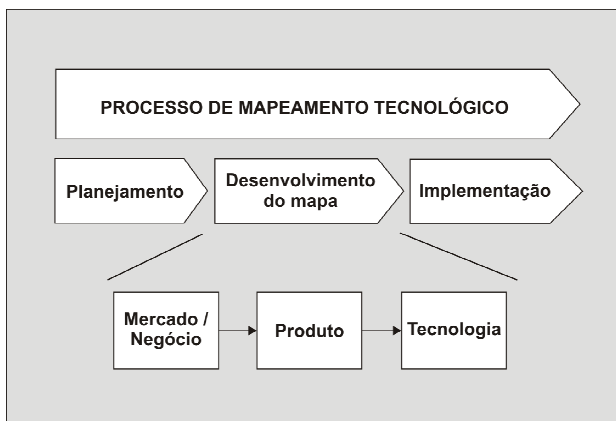 PROCESSO DE MAPEAMENTO TECNOLÓGICO
Planejamento
Desenvolvimento
do mapa
Implementação
Mercado /
Negócio
Produto
Tecnologia